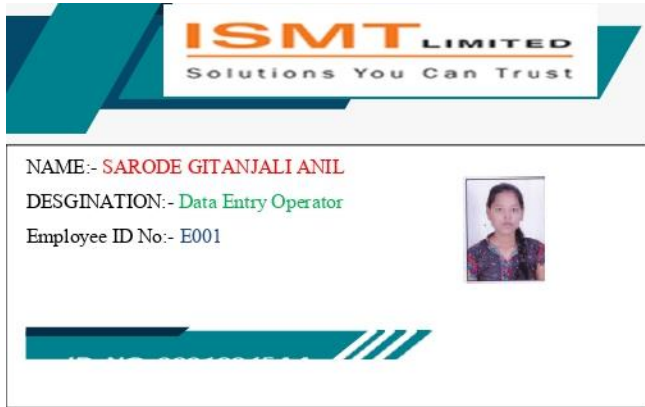 ISMT LIMITED
Solutions You Can Trust
NAME:- SARODE GITANJALI ANIL
DESGINATION:- Data Entry Operator
Employee ID No:- E001